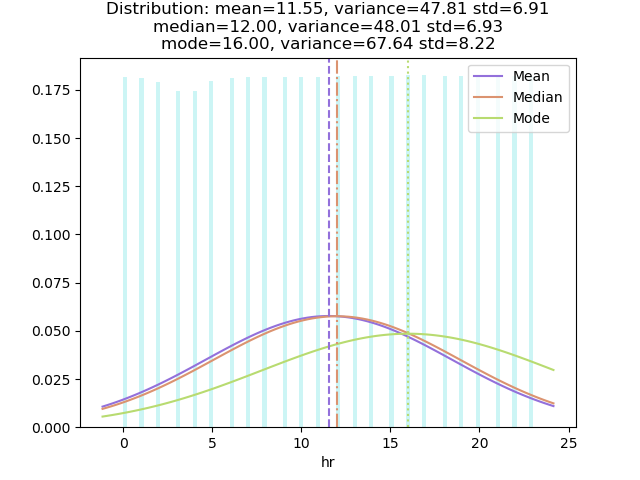 Distribution: mean=11.55, variance=47.81 std=6.91
median=12.00, variance=48.01 std=6.93
mode=16.00, variance=67.64 std=8.22
Mean
Median
Mode
0.175
0.150
0.125
0.100
0.075
0.050
0.025
0.000
0 5 10 15 20 25
hr